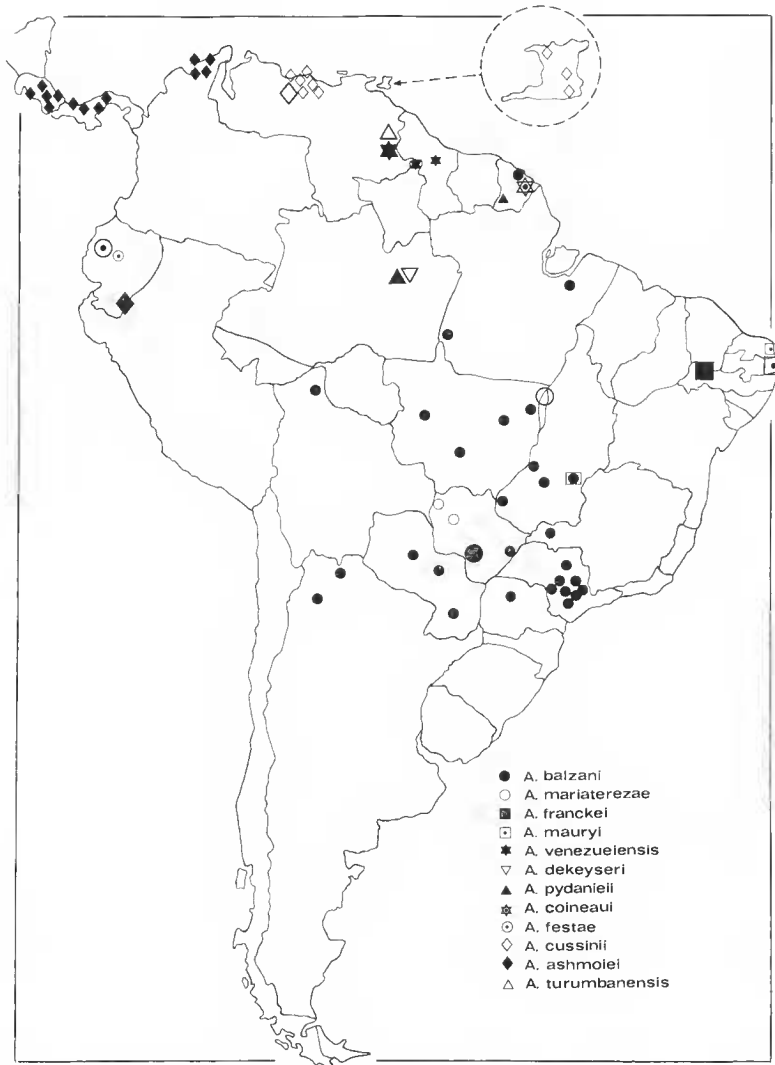 A. balzani
A. mariaterezae
A. franckei
A. mauryi
A. venezuelensis
A. dekeyseri
A. pydanieli
A. coineaui
A. festae
A. cussinii
A. ashmolei
A. turumbanensis